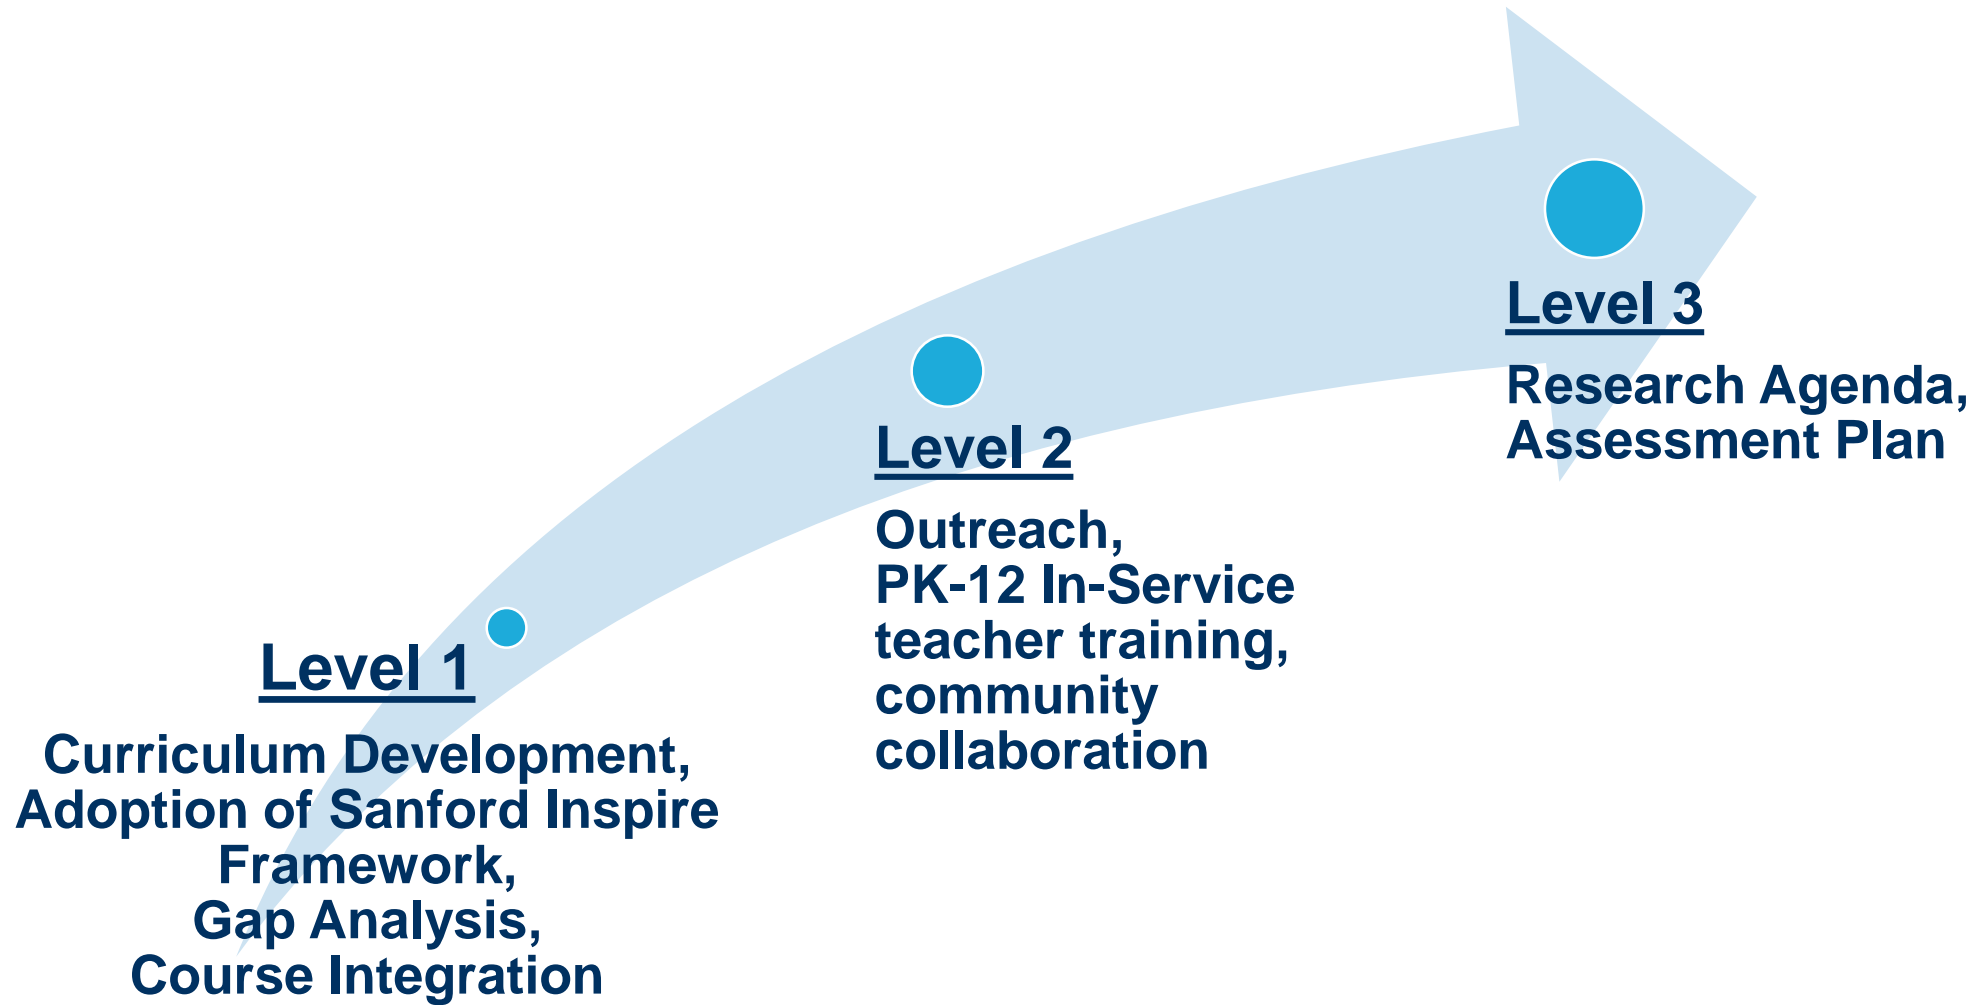 Level 1
Curriculum Development,
Adoption of Sanford Inspire
Framework,
Gap Analysis,
Course Integration
Level 2
Outreach,
PK-12 In-Service
teacher training,
community
collaboration
Level 3
Research Agenda,
Assessment Plan